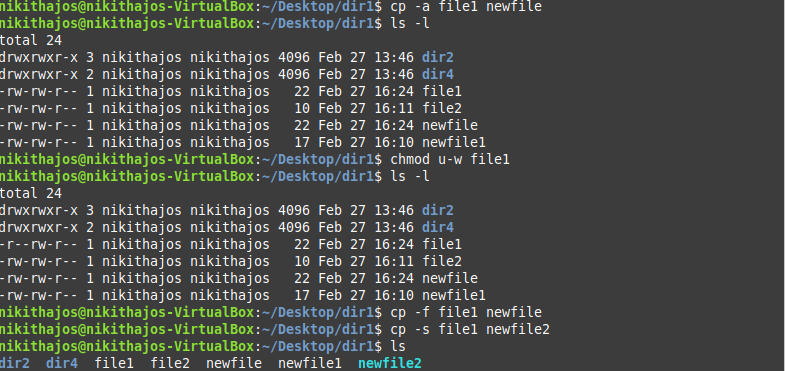 nikithajos@nikithajos-VirtualBox:~/Desktop/dir1$ cp -a file1 newfile
nikithajos@nikithajos-VirtualBox:~/Desktop/dir1$ ls -l
total 24
drwxrwxr-x 3 nikithajos nikithajos 4096 Feb 27 13:46 dir2
drwxrwxr-x 2 nikithajos nikithajos 4096 Feb 27 13:46 dir4
-rw-rw-r-- 1 nikithajos nikithajos   22 Feb 27 16:24 file1
-rw-rw-r-- 1 nikithajos nikithajos   10 Feb 27 16:11 file2
-rw-rw-r-- 1 nikithajos nikithajos   22 Feb 27 16:24 newfile
-rw-rw-r-- 1 nikithajos nikithajos   17 Feb 27 16:10 newfile1
nikithajos@nikithajos-VirtualBox:~/Desktop/dir1$ chmod u-w file1
nikithajos@nikithajos-VirtualBox:~/Desktop/dir1$ ls -l
total 24
drwxrwxr-x 3 nikithajos nikithajos 4096 Feb 27 13:46 dir2
drwxrwxr-x 2 nikithajos nikithajos 4096 Feb 27 13:46 dir4
-r--rw-r-- 1 nikithajos nikithajos   22 Feb 27 16:24 file1
-rw-rw-r-- 1 nikithajos nikithajos   10 Feb 27 16:11 file2
-rw-rw-r-- 1 nikithajos nikithajos   22 Feb 27 16:24 newfile
-rw-rw-r-- 1 nikithajos nikithajos   17 Feb 27 16:10 newfile1
nikithajos@nikithajos-VirtualBox:~/Desktop/dir1$ cp -f file1 newfile
nikithajos@nikithajos-VirtualBox:~/Desktop/dir1$ cp -s file1 newfile2
nikithajos@nikithajos-VirtualBox:~/Desktop/dir1$ ls
dir2  dir4  file1  file2  newfile  newfile1  newfile2